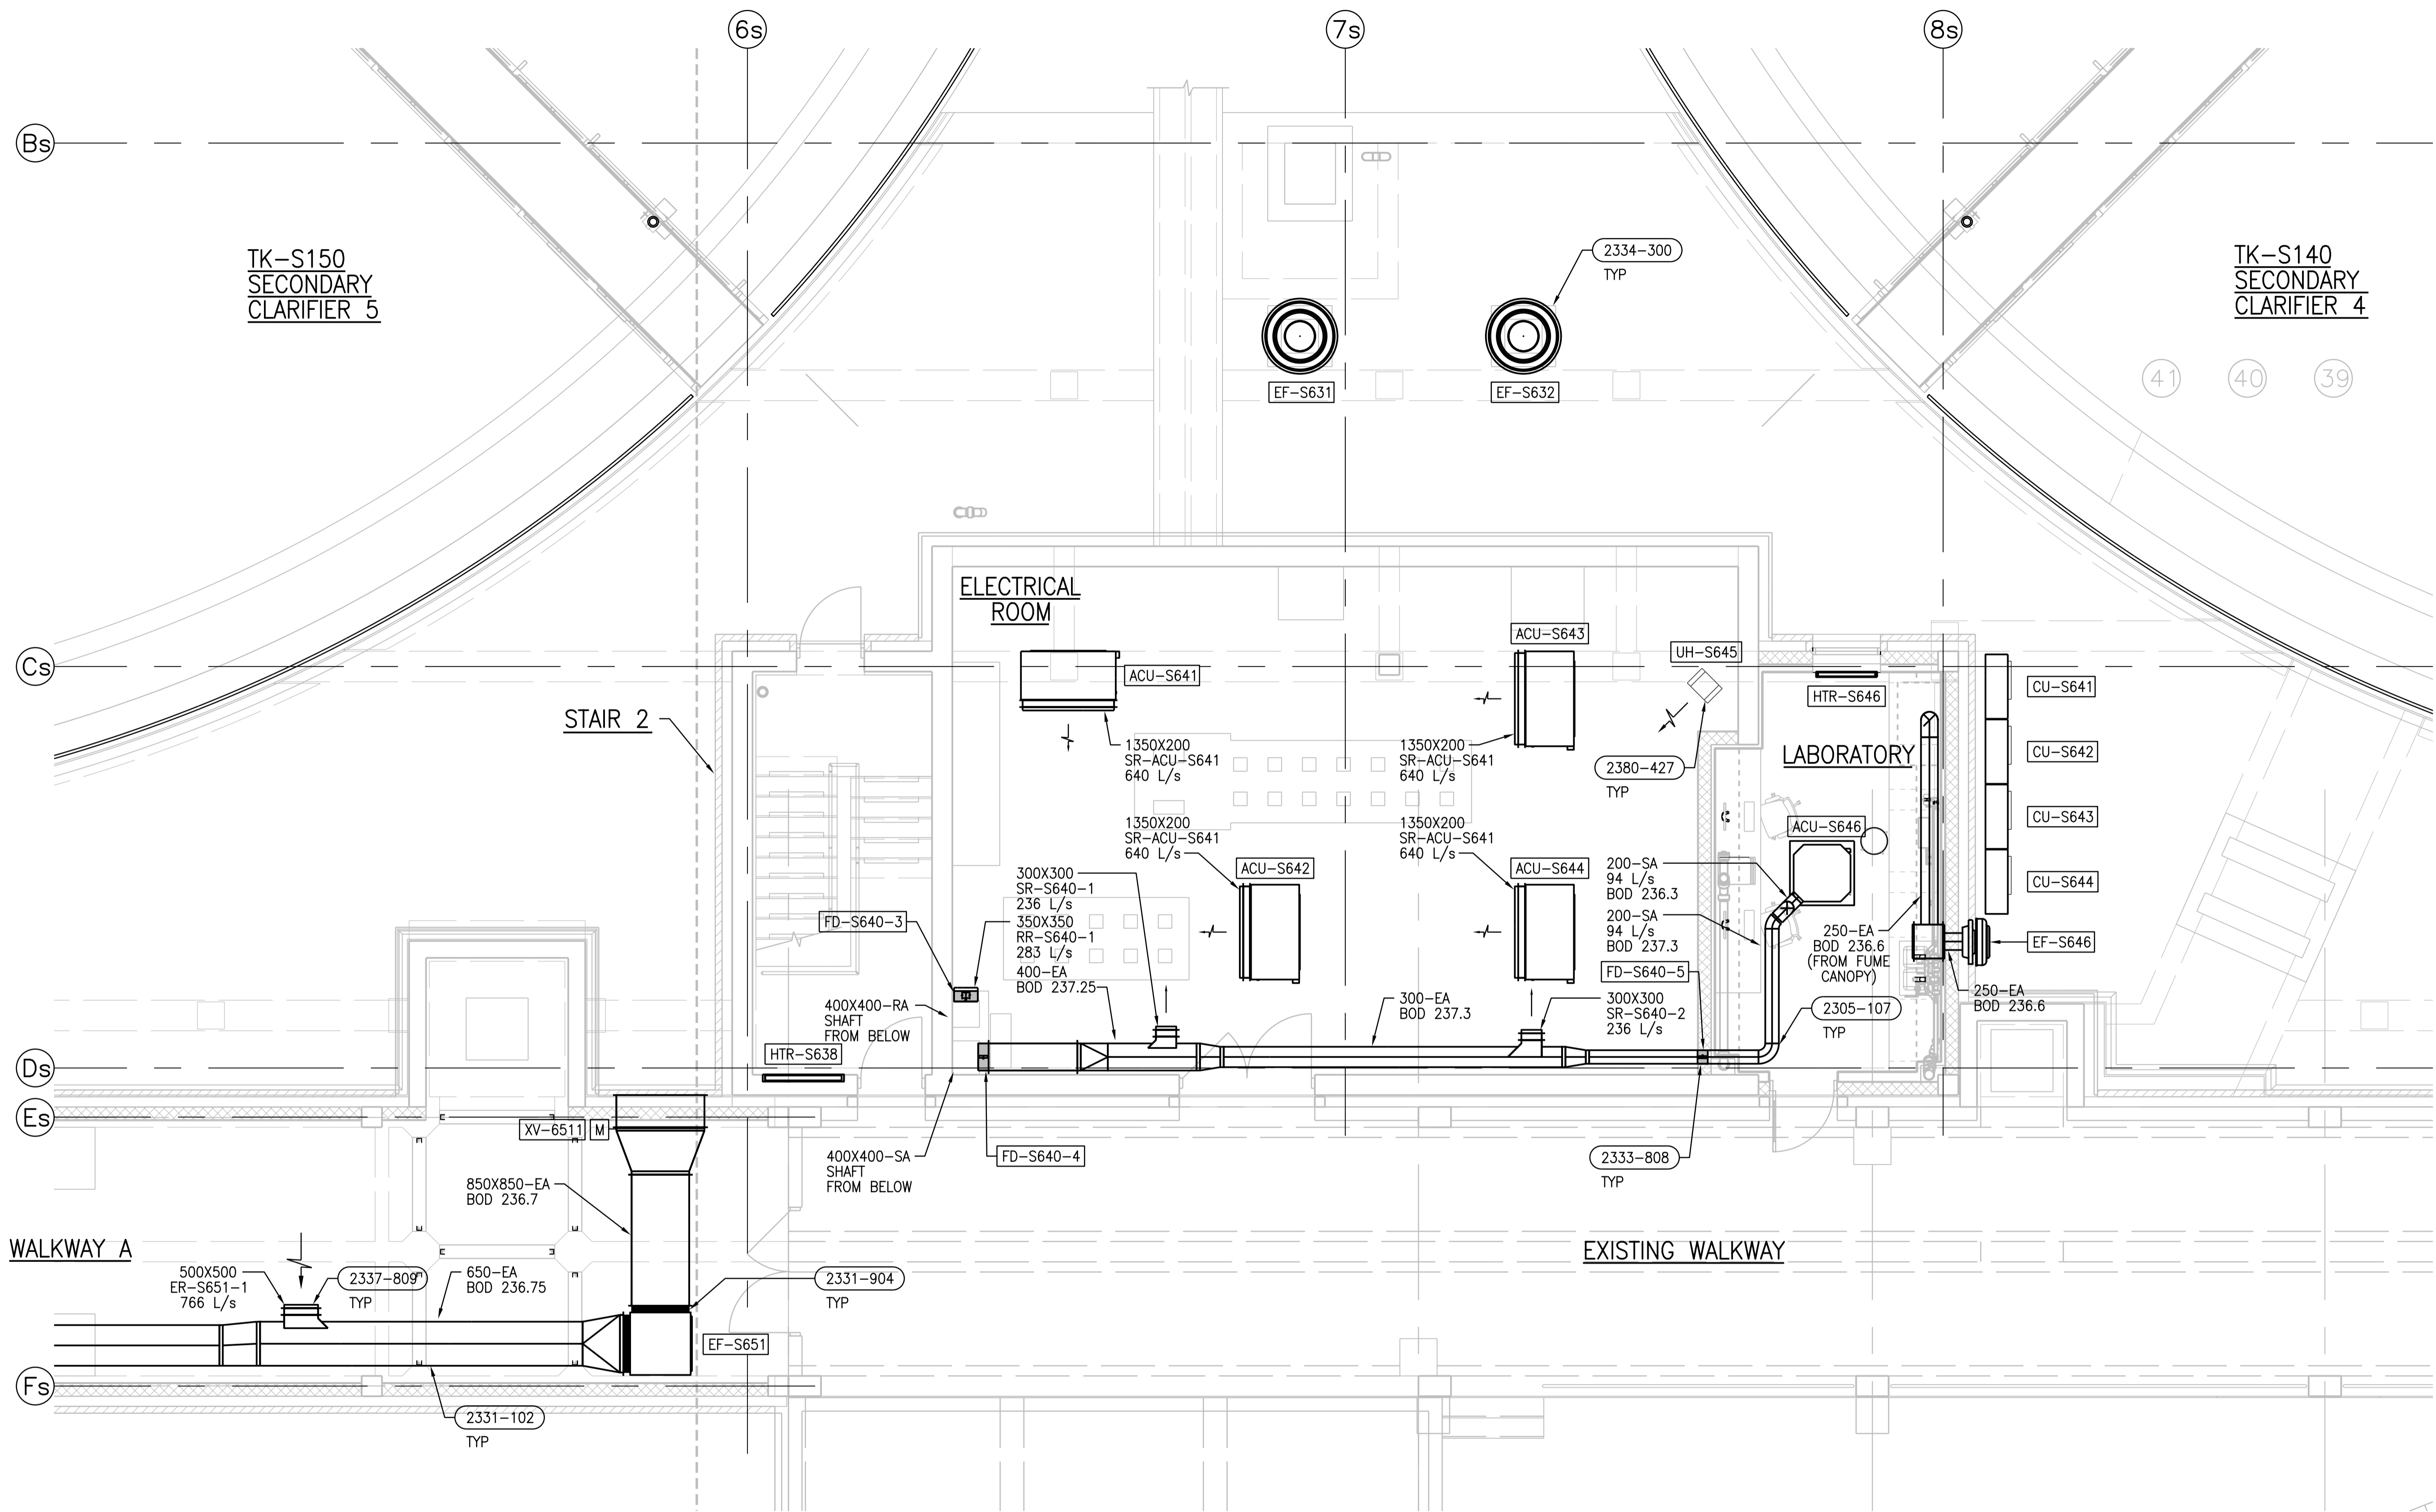 6s
7s
8s
Bs
TK-S150
SECONDARY
CLARIFIER 5
2334-300
TYP
TK-S140
SECONDARY
CLARIFIER 4
EF-S631
EF-S632
41
40
39
ELECTRICAL
ROOM
Cs
ACU-S641
ACU-S643
UH-S645
HTR-S646
CU-S641
STAIR 2
1350X200
SR-ACU-S641
640 L/s
1350X200
SR-ACU-S641
640 L/s
2380-427
TYP
LABORATORY
CU-S642
CU-S643
1350X200
SR-ACU-S641
640 L/s
1350X200
SR-ACU-S641
640 L/s
ACU-S646
ACU-S642
ACU-S644
CU-S644
300X300
SR-S640-1
236 L/s
350X350
RR-S640-1
283 L/s
400-EA
BOD 237.25
FD-S640-3
200-SA
94 L/s
BOD 236.3
200-SA
94 L/s
BOD 237.3
FD-S640-5
250-EA
BOD 236.6
(FROM FUME
CANOPY)
EF-S646
250-EA
BOD 236.6
400X400-RA
SHAFT
FROM BELOW
300-EA
BOD 237.3
300X300
SR-S640-2
236 L/s
2305-107
TYP
HTR-S638
Ds
Es
XV-6511
M
400X400-SA
SHAFT
FROM BELOW
FD-S640-4
2333-808
TYP
850X850-EA
BOD 236.7
WALKWAY A
EXISTING WALKWAY
500X500
ER-S651-1
766 L/s
2337-809
TYP
650-EA
BOD 236.75
2331-904
TYP
EF-S651
Fs
2331-102
TYP